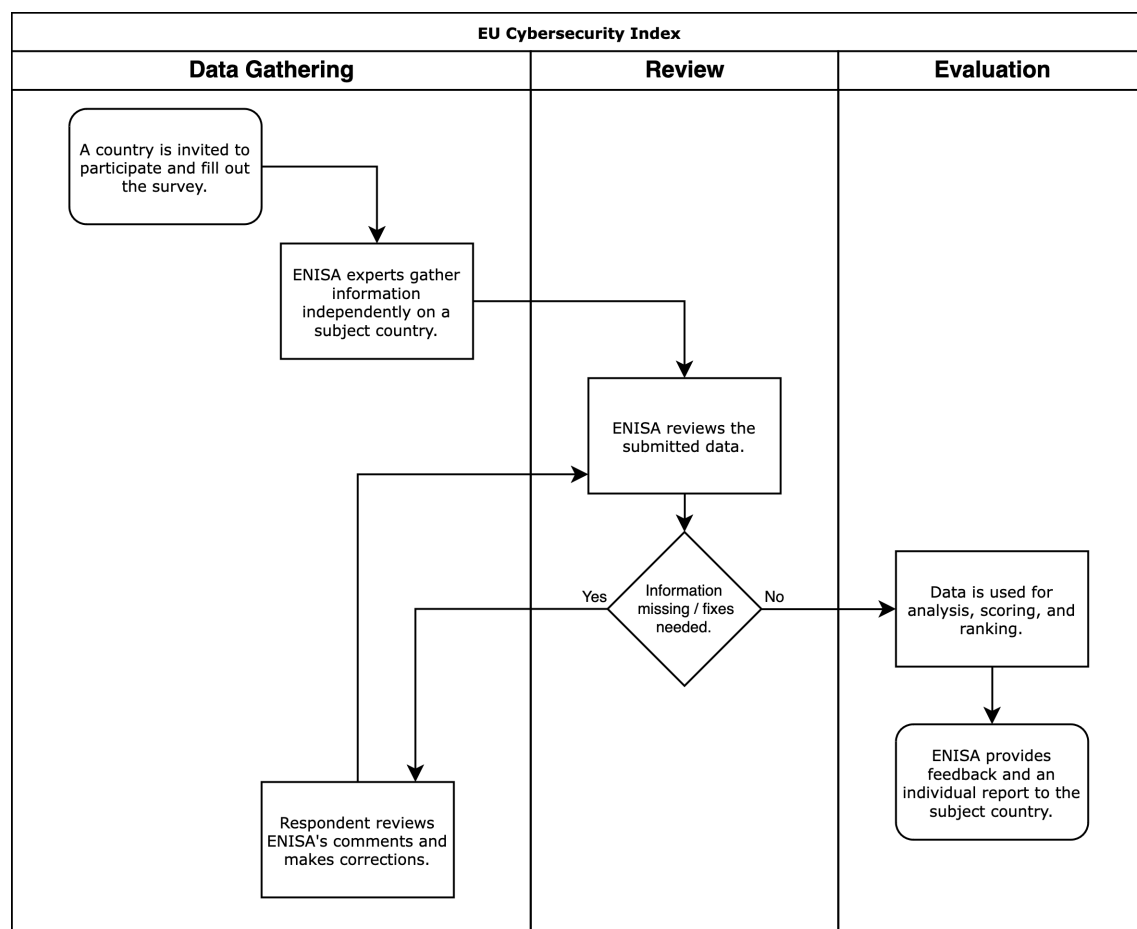 EU Cybersecurity Index
Data Gathering
Review
Evaluation
A country is invited to
participate and fill out
the survey.
ENISA experts gather
information
independently on a
subject country.
ENISA reviews the
submitted data.
Information
missing / fixes
needed.
Yes
No
Data is used for
analysis, scoring, and
ranking.
ENISA provides
feedback and an
individual report to the
subject country.
Respondent reviews
ENISA's comments and
makes corrections.